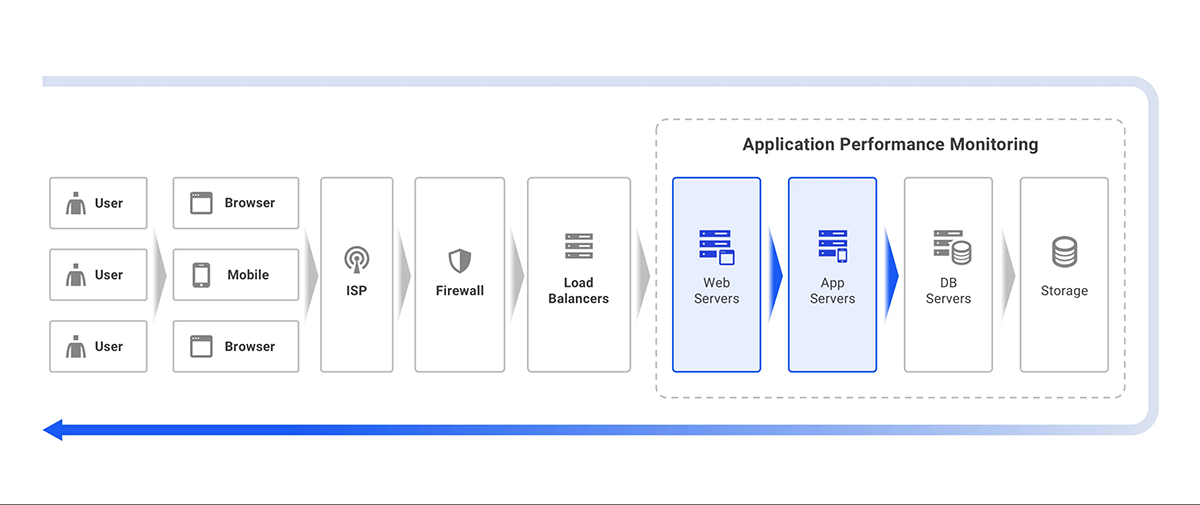 Application Performance Monitoring
User
Browser
User
Mobile
User
Browser
ISP
Firewall
Load
Balancers
Web
Servers
App
Servers
DB
Servers
Storage